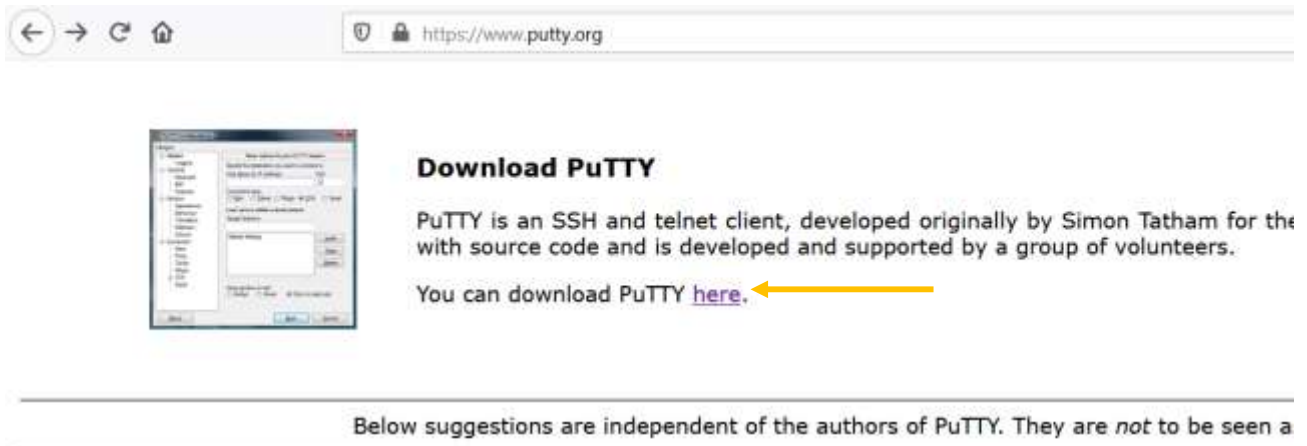 https://www.putty.org
Download PuTTY
PuTTY is an SSH and telnet client, developed originally by Simon Tatham for the
with source code and is developed and supported by a group of volunteers.
You can download PuTTY here.
Below suggestions are independent of the authors of PuTTY. They are not to be seen a